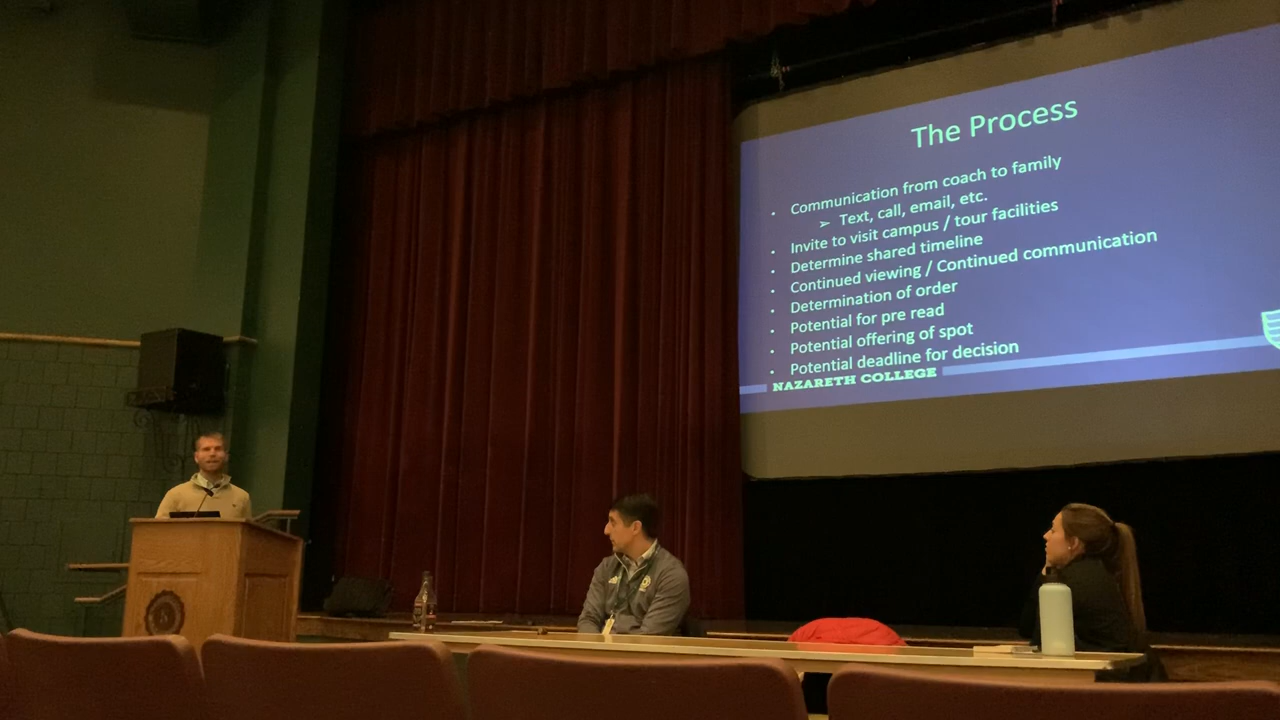 The Process
• Communication from coach to family
➢ Text, call, email, etc.
• Invite to visit campus / tour facilities
• Determine shared timeline
• Continued viewing / Continued communication
• Determination of order
• Potential for pre read
• Potential offering of spot
• Potential deadline for decision
NAZARETH COLLEGE